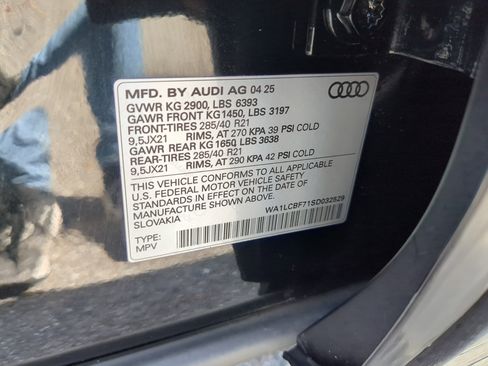 MFD. BY AUDI AG 04 25
GVWR KG 2900, LBS 6393
GAWR FRONT KG1450, LBS 3197
FRONT-TIRES 285/40 R21
9,5JX21 RIMS, AT 270 KPA 39 PSI COLD
GAWR REAR KG 1650 LBS 3638
REAR-TIRES 285/40 R21
9,5JX21 RIMS, AT 290 KPA 42 PSI COLD
THIS VEHICLE CONFORMS TO ALL APPLICABLE
U.S. FEDERAL MOTOR VEHICLE SAFETY
STANDARDS IN EFFECT ON THE DATE OF
MANUFACTURE SHOWN ABOVE.
SLOVAKIA
WA1LCBF71SD032829
TYPE:
MPV